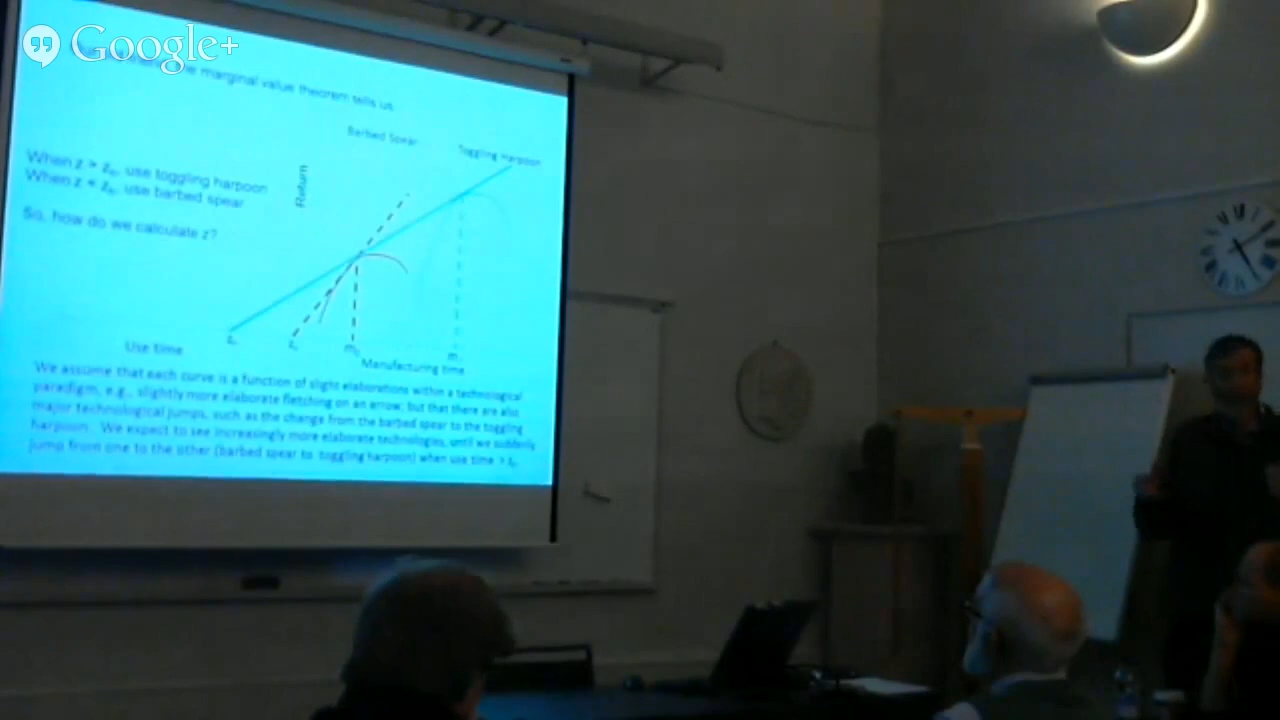 Google+
marginal value theorem tells us
Barbed Spear
Toggling Harpoon
When z > zₙ, use toggling harpoon
When z < zₙ, use barbed spear
Return
So, how do we calculate z?
Use time
Manufacturing time
We assume that each curve is a function of slight elaborations within a technological
paradigm, e.g., slightly more elaborate fletching on an arrow; but that there are also
major technological jumps, such as the change from the barbed spear to the toggling
harpoon. We expect to see increasingly more elaborate technologies, until we suddenly
jump from one to the other (barbed spear to toggling harpoon) when use time >